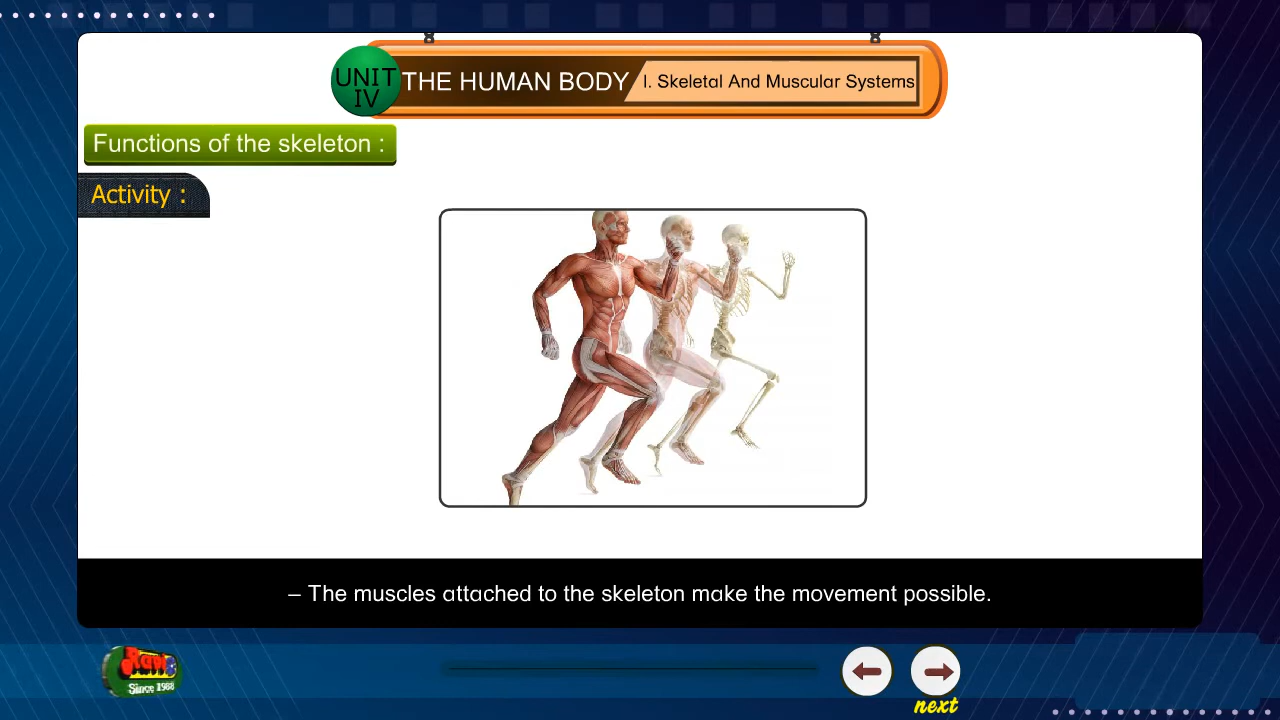 UNIT
IV
THE HUMAN BODY
I. Skeletal And Muscular Systems
Functions of the skeleton :
Activity :
– The muscles attached to the skeleton make the movement possible.
Since 1988
next